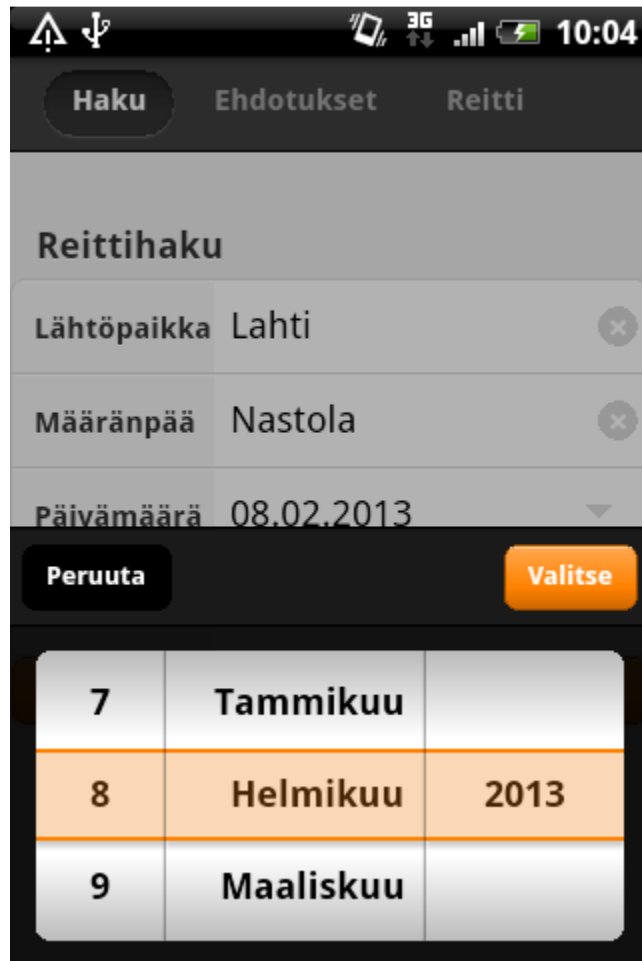 3G 10:04
Haku Ehdotukset Reitti
Reittihaku
Lähtöpaikka Lahti
Määränpää Nastola
Päivämäärä 08.02.2013
Peruuta Valitse
7 Tammikuu
8 Helmikuu 2013
9 Maaliskuu